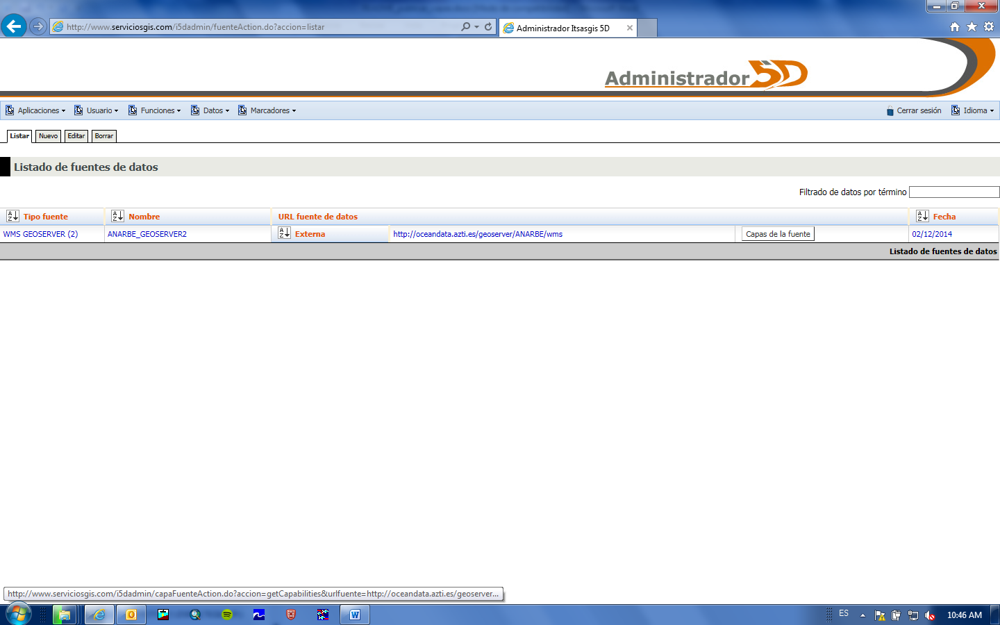 http://www.serviciosgis.com/i5dadmin/fuenteAction.do?accion=listar
Administrador Itsasgis 5D
Administrador 5D
Aplicaciones
Usuario
Funciones
Datos
Marcadores
Cerrar sesión
Idioma
Listar
Nuevo
Editar
Borrar
Listado de fuentes de datos
Filtrado de datos por término
Tipo fuente
Nombre
URL fuente de datos
Fecha
WMS GEOSERVER (2)
ANARBE_GEOSERVER2
Externa
http://oceandata.azti.es/geoserver/ANARBE/wms
Capas de la fuente
02/12/2014
Listado de fuentes de datos
http://www.serviciosgis.com/i5dadmin/capaFuenteAction.do?accion=getCapabilities&urlfuente=http://oceandata.azti.es/geoserver...
ES
10:46 AM